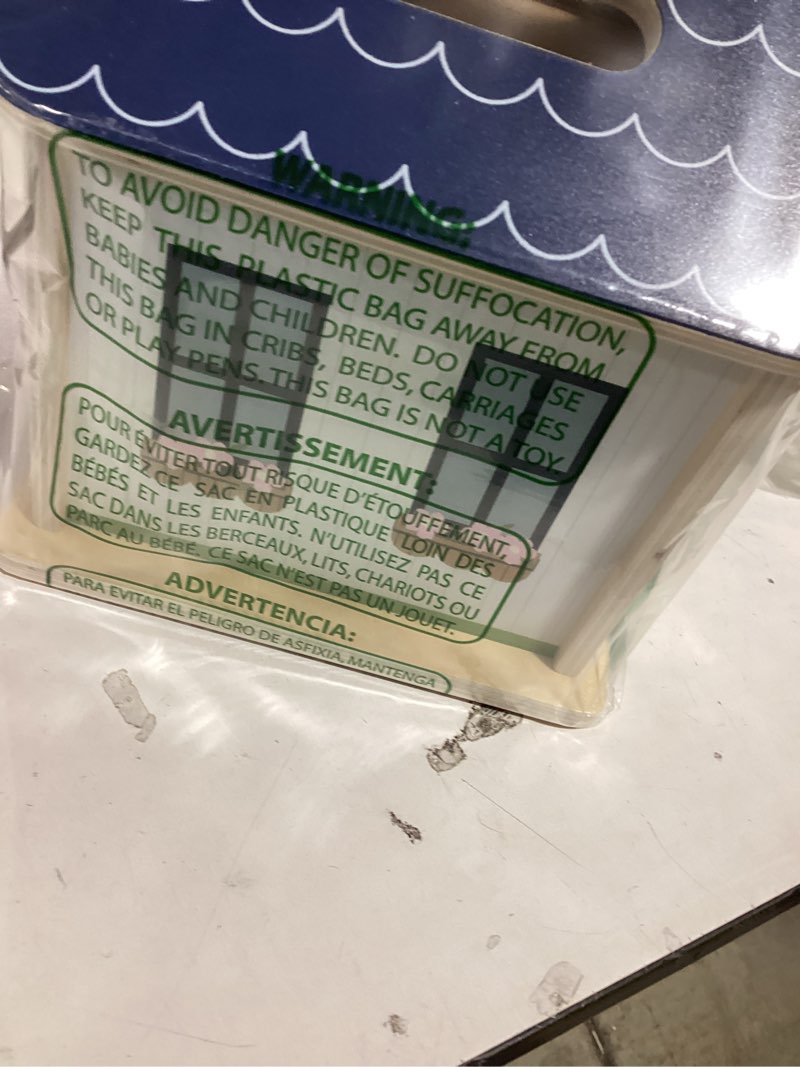 WARNING:
TO AVOID DANGER OF SUFFOCATION,
KEEP THIS PLASTIC BAG AWAY FROM
BABIES AND CHILDREN. DO NOT USE
THIS BAG IN CRIBS, BEDS, CARRIAGES
OR PLAY PENS. THIS BAG IS NOT A TOY.
AVERTISSEMENT:
POUR ÉVITER TOUT RISQUE D'ÉTOUFFEMENT,
GARDEZ CE SAC EN PLASTIQUE LOIN DES
BÉBÉS ET LES ENFANTS. N'UTILISEZ PAS CE
SAC DANS LES BERCEAUX, LITS, CHARIOTS OU
PARC AU BÉBÉ. CE SAC N'EST PAS UN JOUET.
ADVERTENCIA:
PARA EVITAR EL PELIGRO DE ASFIXIA, MANTENGA